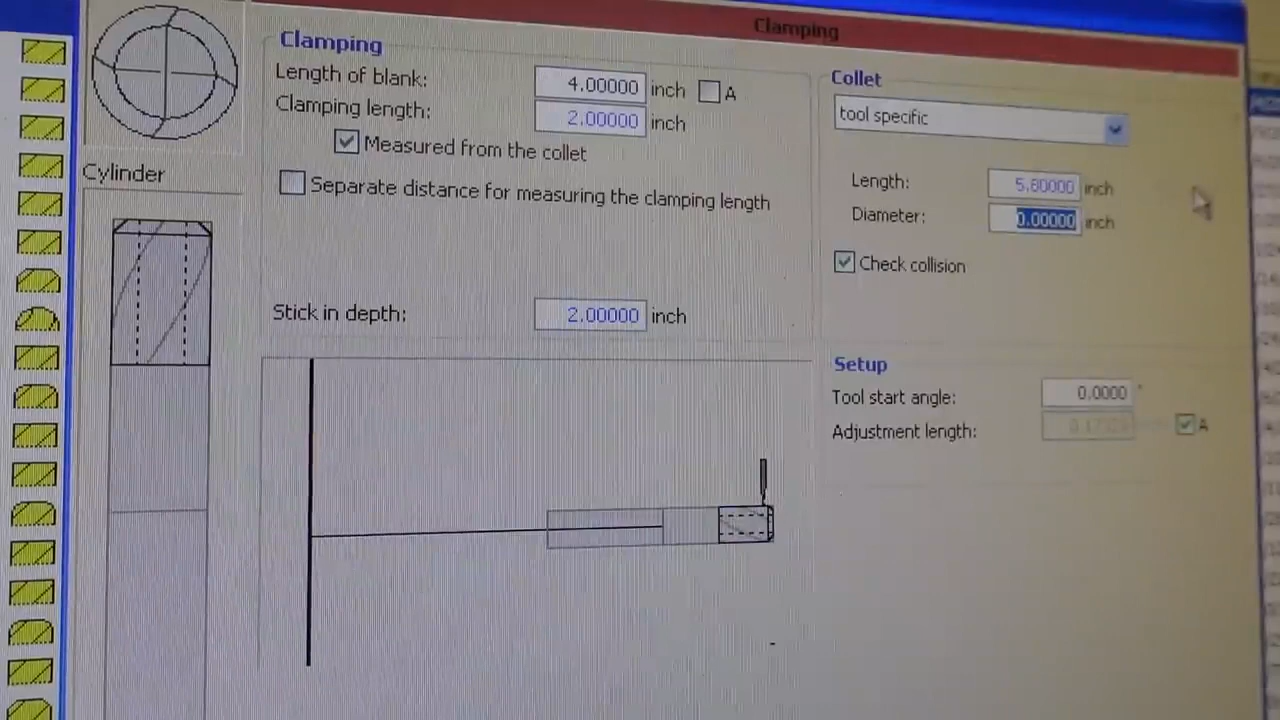 Clamping
Clamping
Length of blank: 4.00000 inch A
Clamping length: 2.00000 inch
Measured from the collet
Separate distance for measuring the clamping length
Stick in depth: 2.00000 inch
Cylinder
Collet
tool specific
Length: 5.80000 inch
Diameter: 0.00000 inch
Check collision
Setup
Tool start angle: 0.0000 °
Adjustment length: A